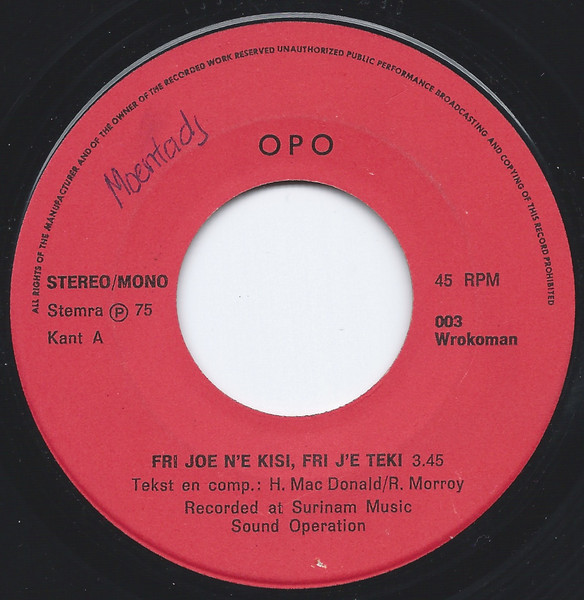 ALL RIGHTS OF THE MANUFACTURER AND OF THE OWNER OF THE RECORDED WORK RESERVED UNAUTHORIZED PUBLIC PERFORMANCE BROADCASTING AND COPYING OF THIS RECORD PROHIBITED
OPO
STEREO/MONO
Stemra Ⓟ 75
Kant A
45 RPM
003
Wrokoman
FRI JOE N'E KISI, FRI J'E TEKI 3.45
Tekst en comp.: H. Mac Donald/R. Morroy
Recorded at Surinam Music
Sound Operation